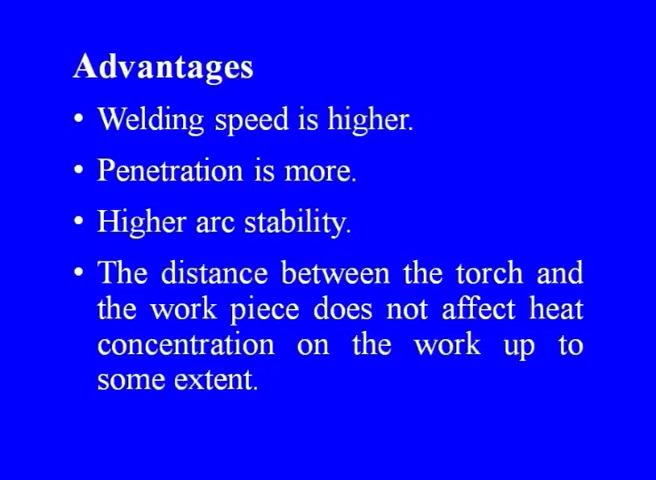 Advantages
• Welding speed is higher.
• Penetration is more.
• Higher arc stability.
• The distance between the torch and
the work piece does not affect heat
concentration on the work up to
some extent.